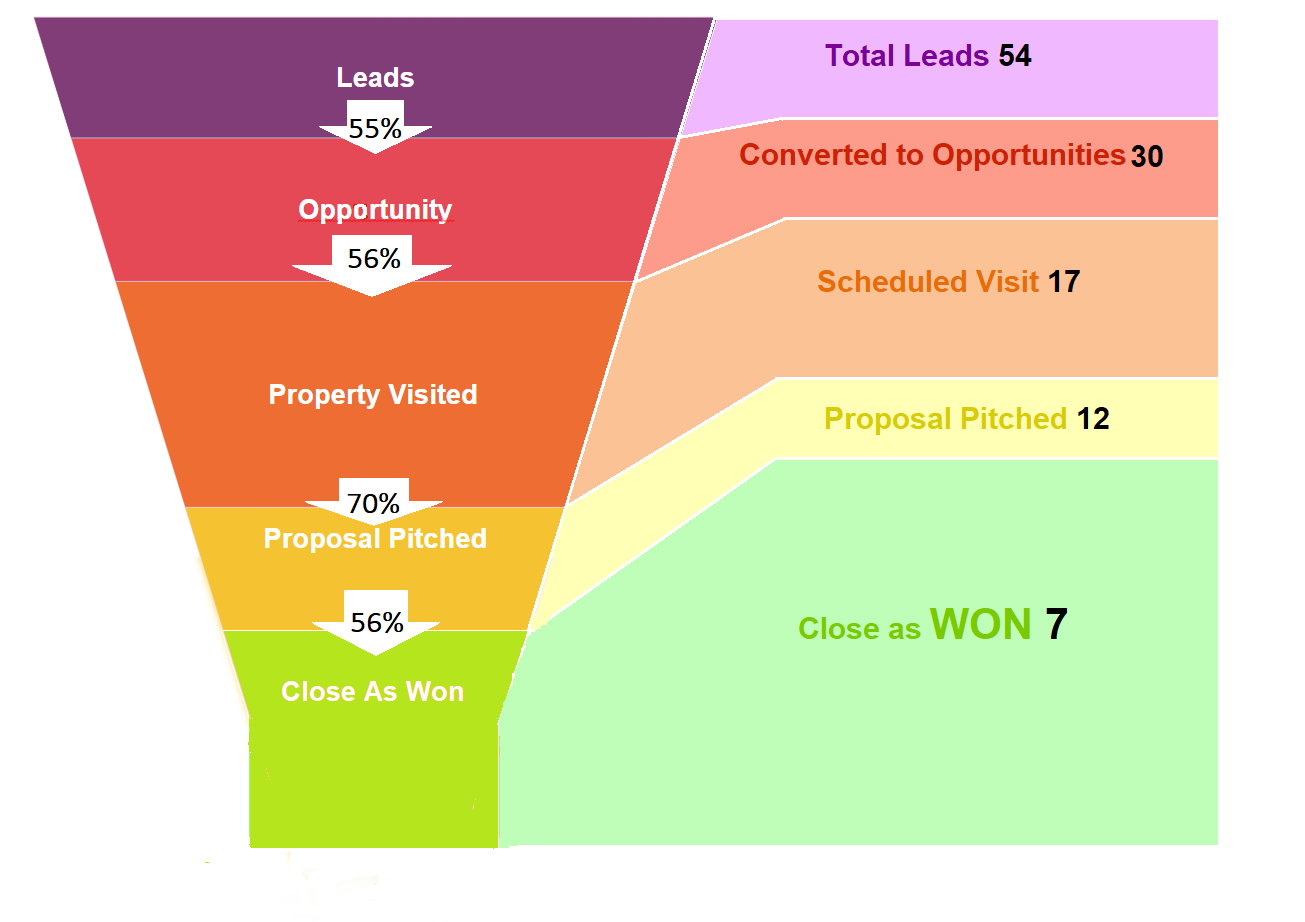 Leads
55%
Opportunity
56%
Property Visited
70%
Proposal Pitched
56%
Close As Won
Total Leads 54
Converted to Opportunities 30
Scheduled Visit 17
Proposal Pitched 12
Close as WON 7